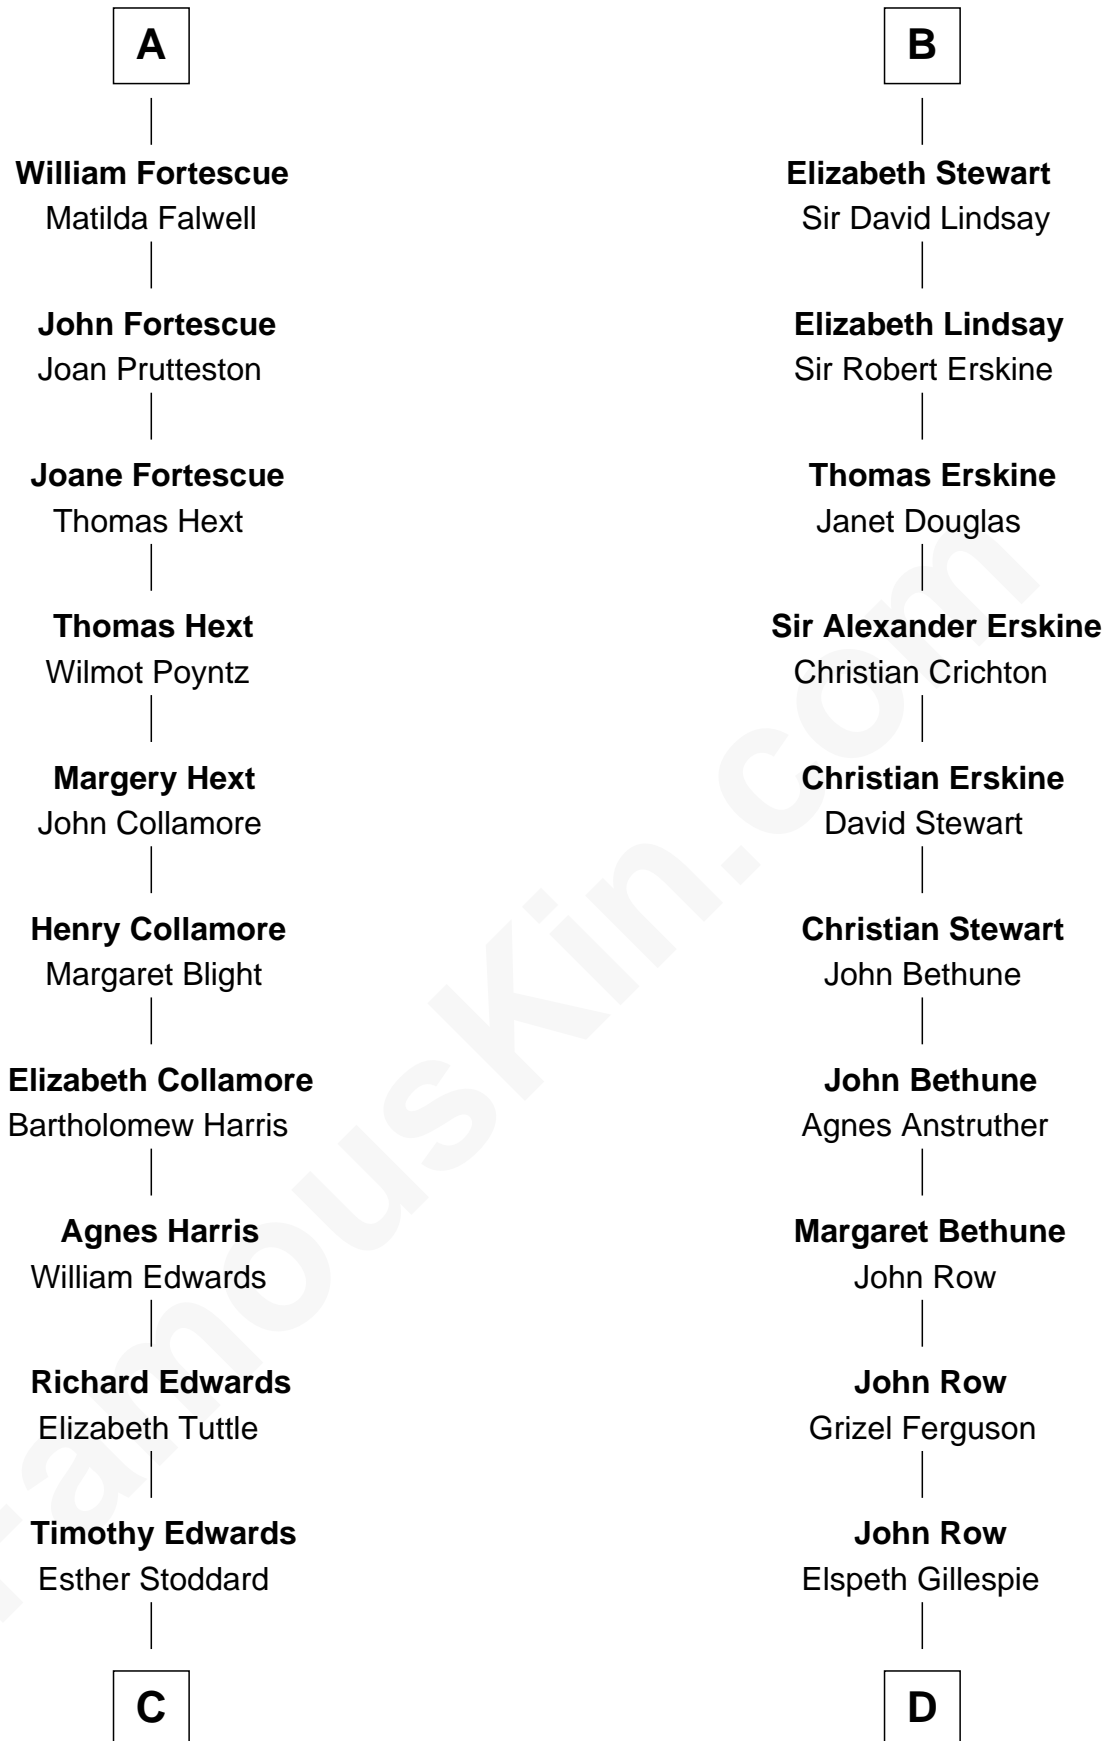 A
William Fortescue
Matilda Falwell
John Fortescue
Joan Prutteston
Joane Fortescue
Thomas Hext
Thomas Hext
Wilmot Poyntz
Margery Hext
John Collamore
Henry Collamore
Margaret Blight
Elizabeth Collamore
Bartholomew Harris
Agnes Harris
William Edwards
Richard Edwards
Elizabeth Tuttle
Timothy Edwards
Esther Stoddard
C
B
Elizabeth Stewart
Sir David Lindsay
Elizabeth Lindsay
Sir Robert Erskine
Thomas Erskine
Janet Douglas
Sir Alexander Erskine
Christian Crichton
Christian Erskine
David Stewart
Christian Stewart
John Bethune
John Bethune
Agnes Anstruther
Margaret Bethune
John Row
John Row
Grizel Ferguson
John Row
Elspeth Gillespie
D
FamousKin.com